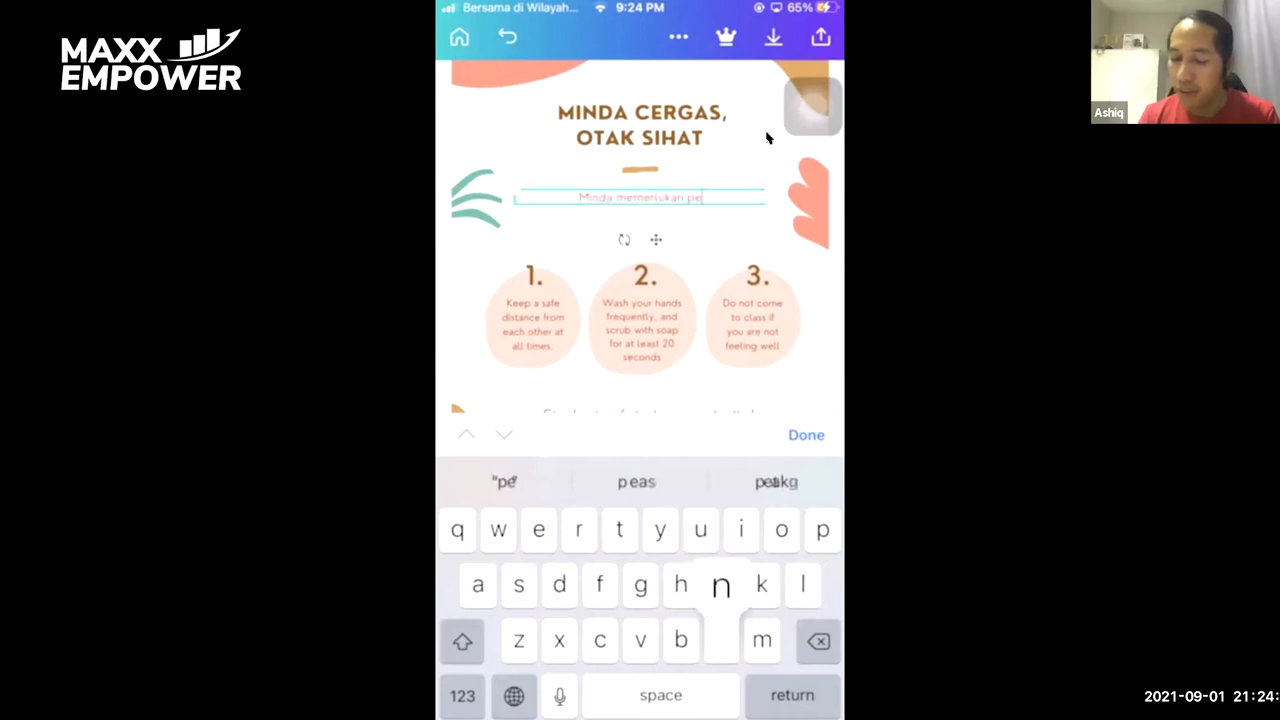 MAXX
EMPOWER
Bersama di Wilayah...
9:24 PM
65%
MINDA CERGAS,
OTAK SIHAT
Minda memerlukan pe
1.
Keep a safe
distance from
each other at
all times.
2.
Wash your hands
frequently, and
scrub with soap
for at least 20
seconds
3.
Do not come
to class if
you are not
feeling well
Done
"pe"
peas
q w e r t y u i o p
a s d f g h n k l
z x c v b m
123
space
return
Ashiq
2021-09-01 21:24: